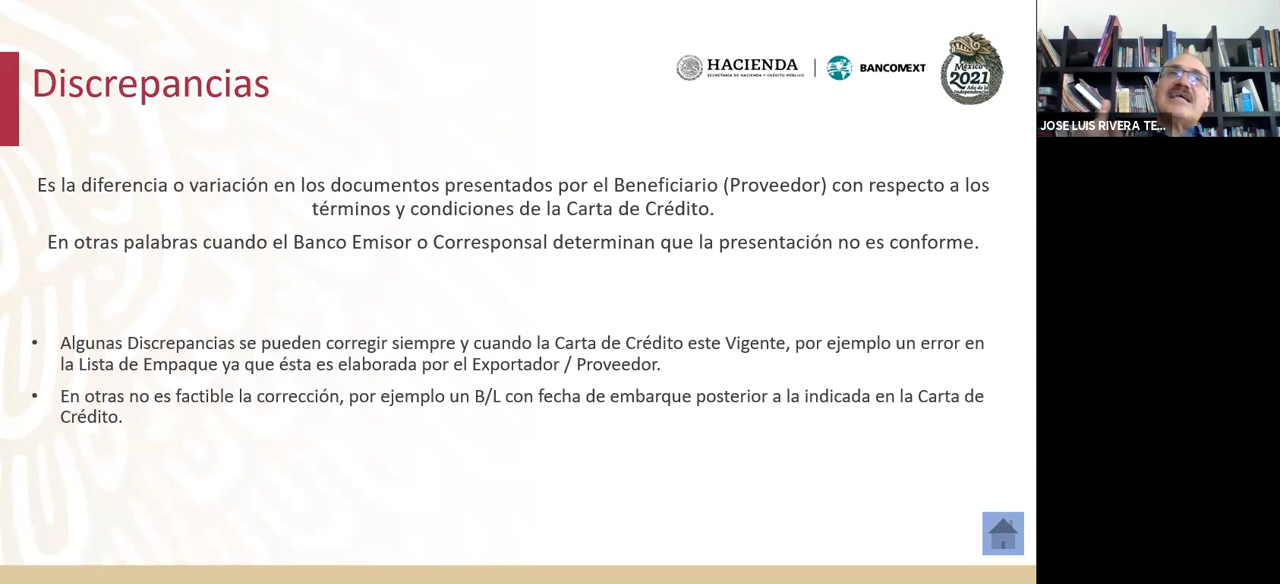 Discrepancias
HACIENDA
SECRETARÍA DE HACIENDA Y CRÉDITO PÚBLICO
BANCOMEXT
México
2021
Año de la
Independencia
JOSE LUIS RIVERA TE...
Es la diferencia o variación en los documentos presentados por el Beneficiario (Proveedor) con respecto a los
términos y condiciones de la Carta de Crédito.
En otras palabras cuando el Banco Emisor o Corresponsal determinan que la presentación no es conforme.
• Algunas Discrepancias se pueden corregir siempre y cuando la Carta de Crédito este Vigente, por ejemplo un error en
la Lista de Empaque ya que ésta es elaborada por el Exportador / Proveedor.
• En otras no es factible la corrección, por ejemplo un B/L con fecha de embarque posterior a la indicada en la Carta de
Crédito.